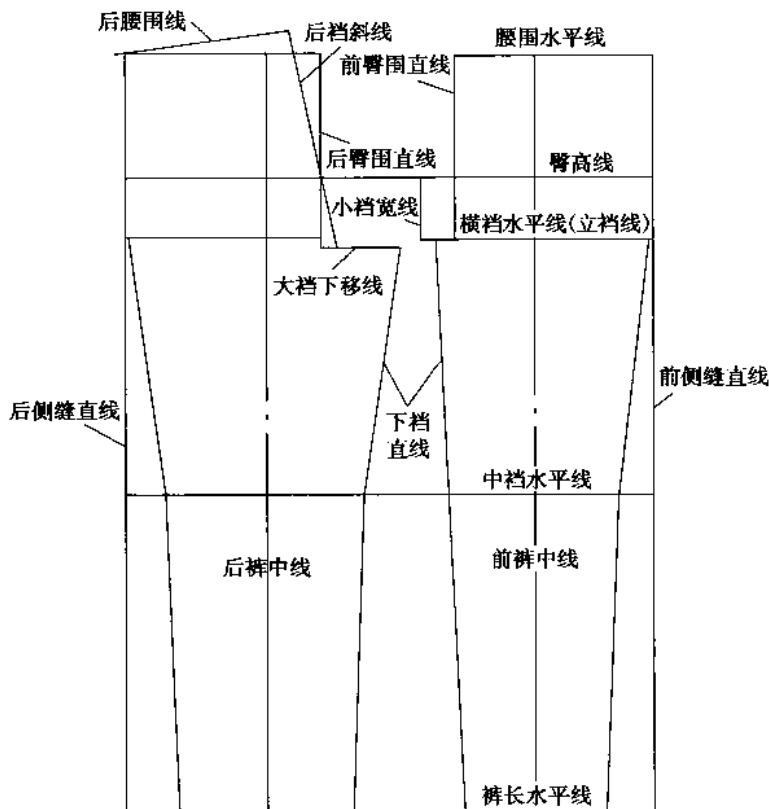 后腰围线
后裆斜线
腰围水平线
前臀围直线
后臀围直线
臀高线
小裆宽线
横裆水平线(立裆线)
大裆下移线
后侧缝直线
下裆
直线
前侧缝直线
中裆水平线
后裤中线
前裤中线
裤长水平线